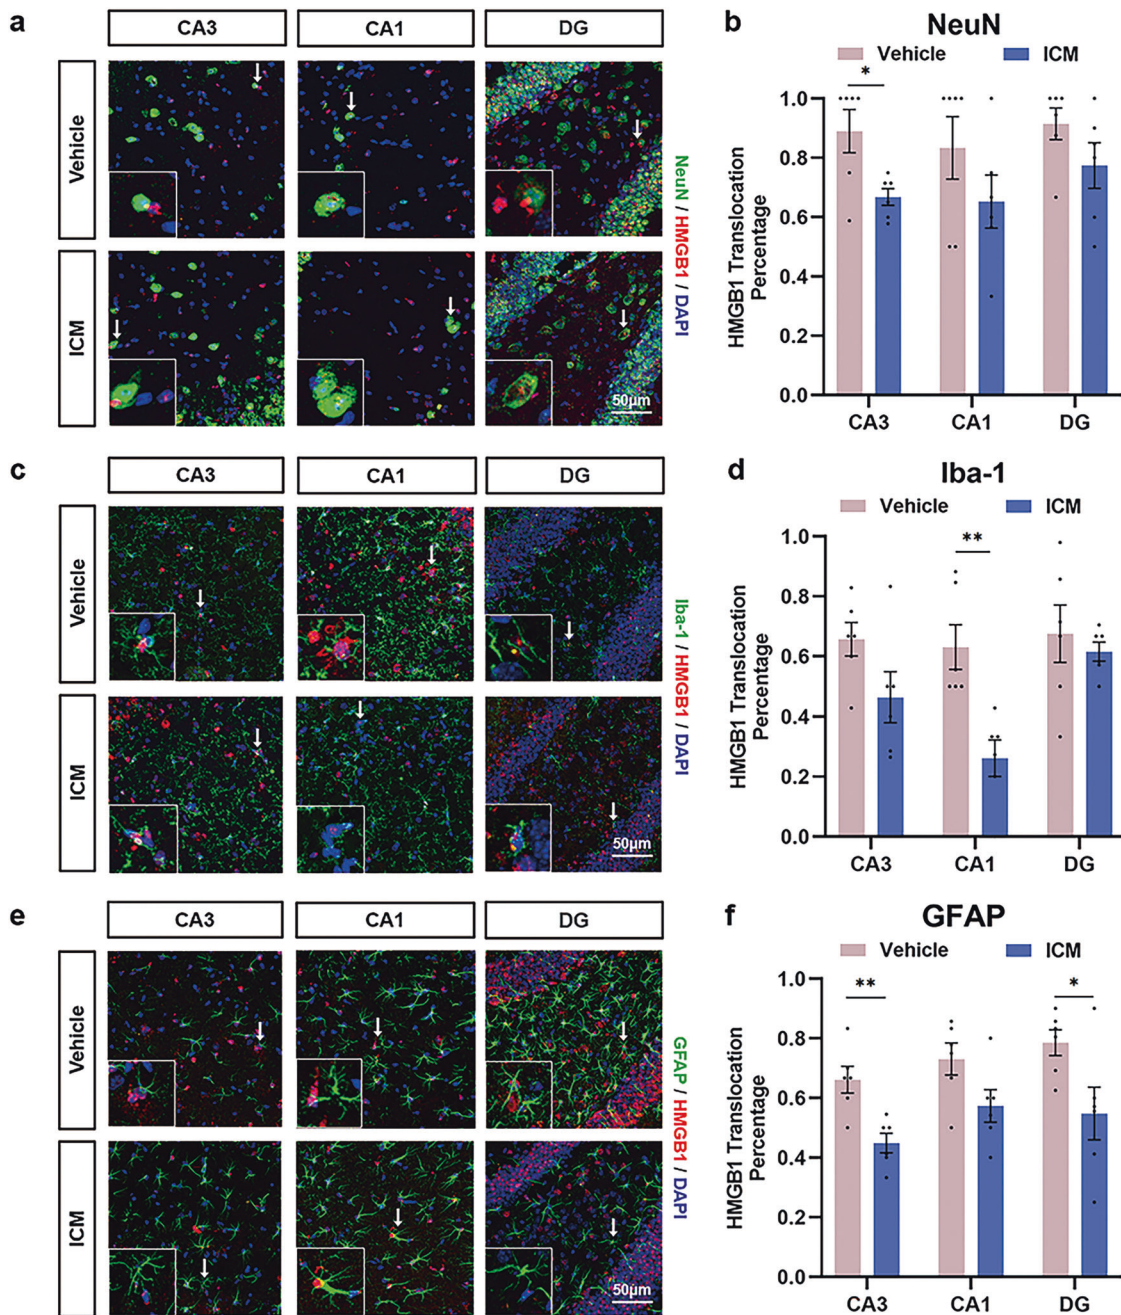 a
CA3
CA1
DG
Vehicle
ICM
50μm
NeuN / HMGB1 / DAPI
b
NeuN
Vehicle
ICM
HMGB1 Translocation
Percentage
1.0
0.8
0.6
0.4
0.2
0.0
*
CA3
CA1
DG
c
CA3
CA1
DG
Vehicle
ICM
50μm
Iba-1 / HMGB1 / DAPI
d
Iba-1
Vehicle
ICM
HMGB1 Translocation
Percentage
1.0
0.8
0.6
0.4
0.2
0.0
**
CA3
CA1
DG
e
CA3
CA1
DG
Vehicle
ICM
50μm
GFAP / HMGB1 / DAPI
f
GFAP
Vehicle
ICM
HMGB1 Translocation
Percentage
1.0
0.8
0.6
0.4
0.2
0.0
**
*
CA3
CA1
DG